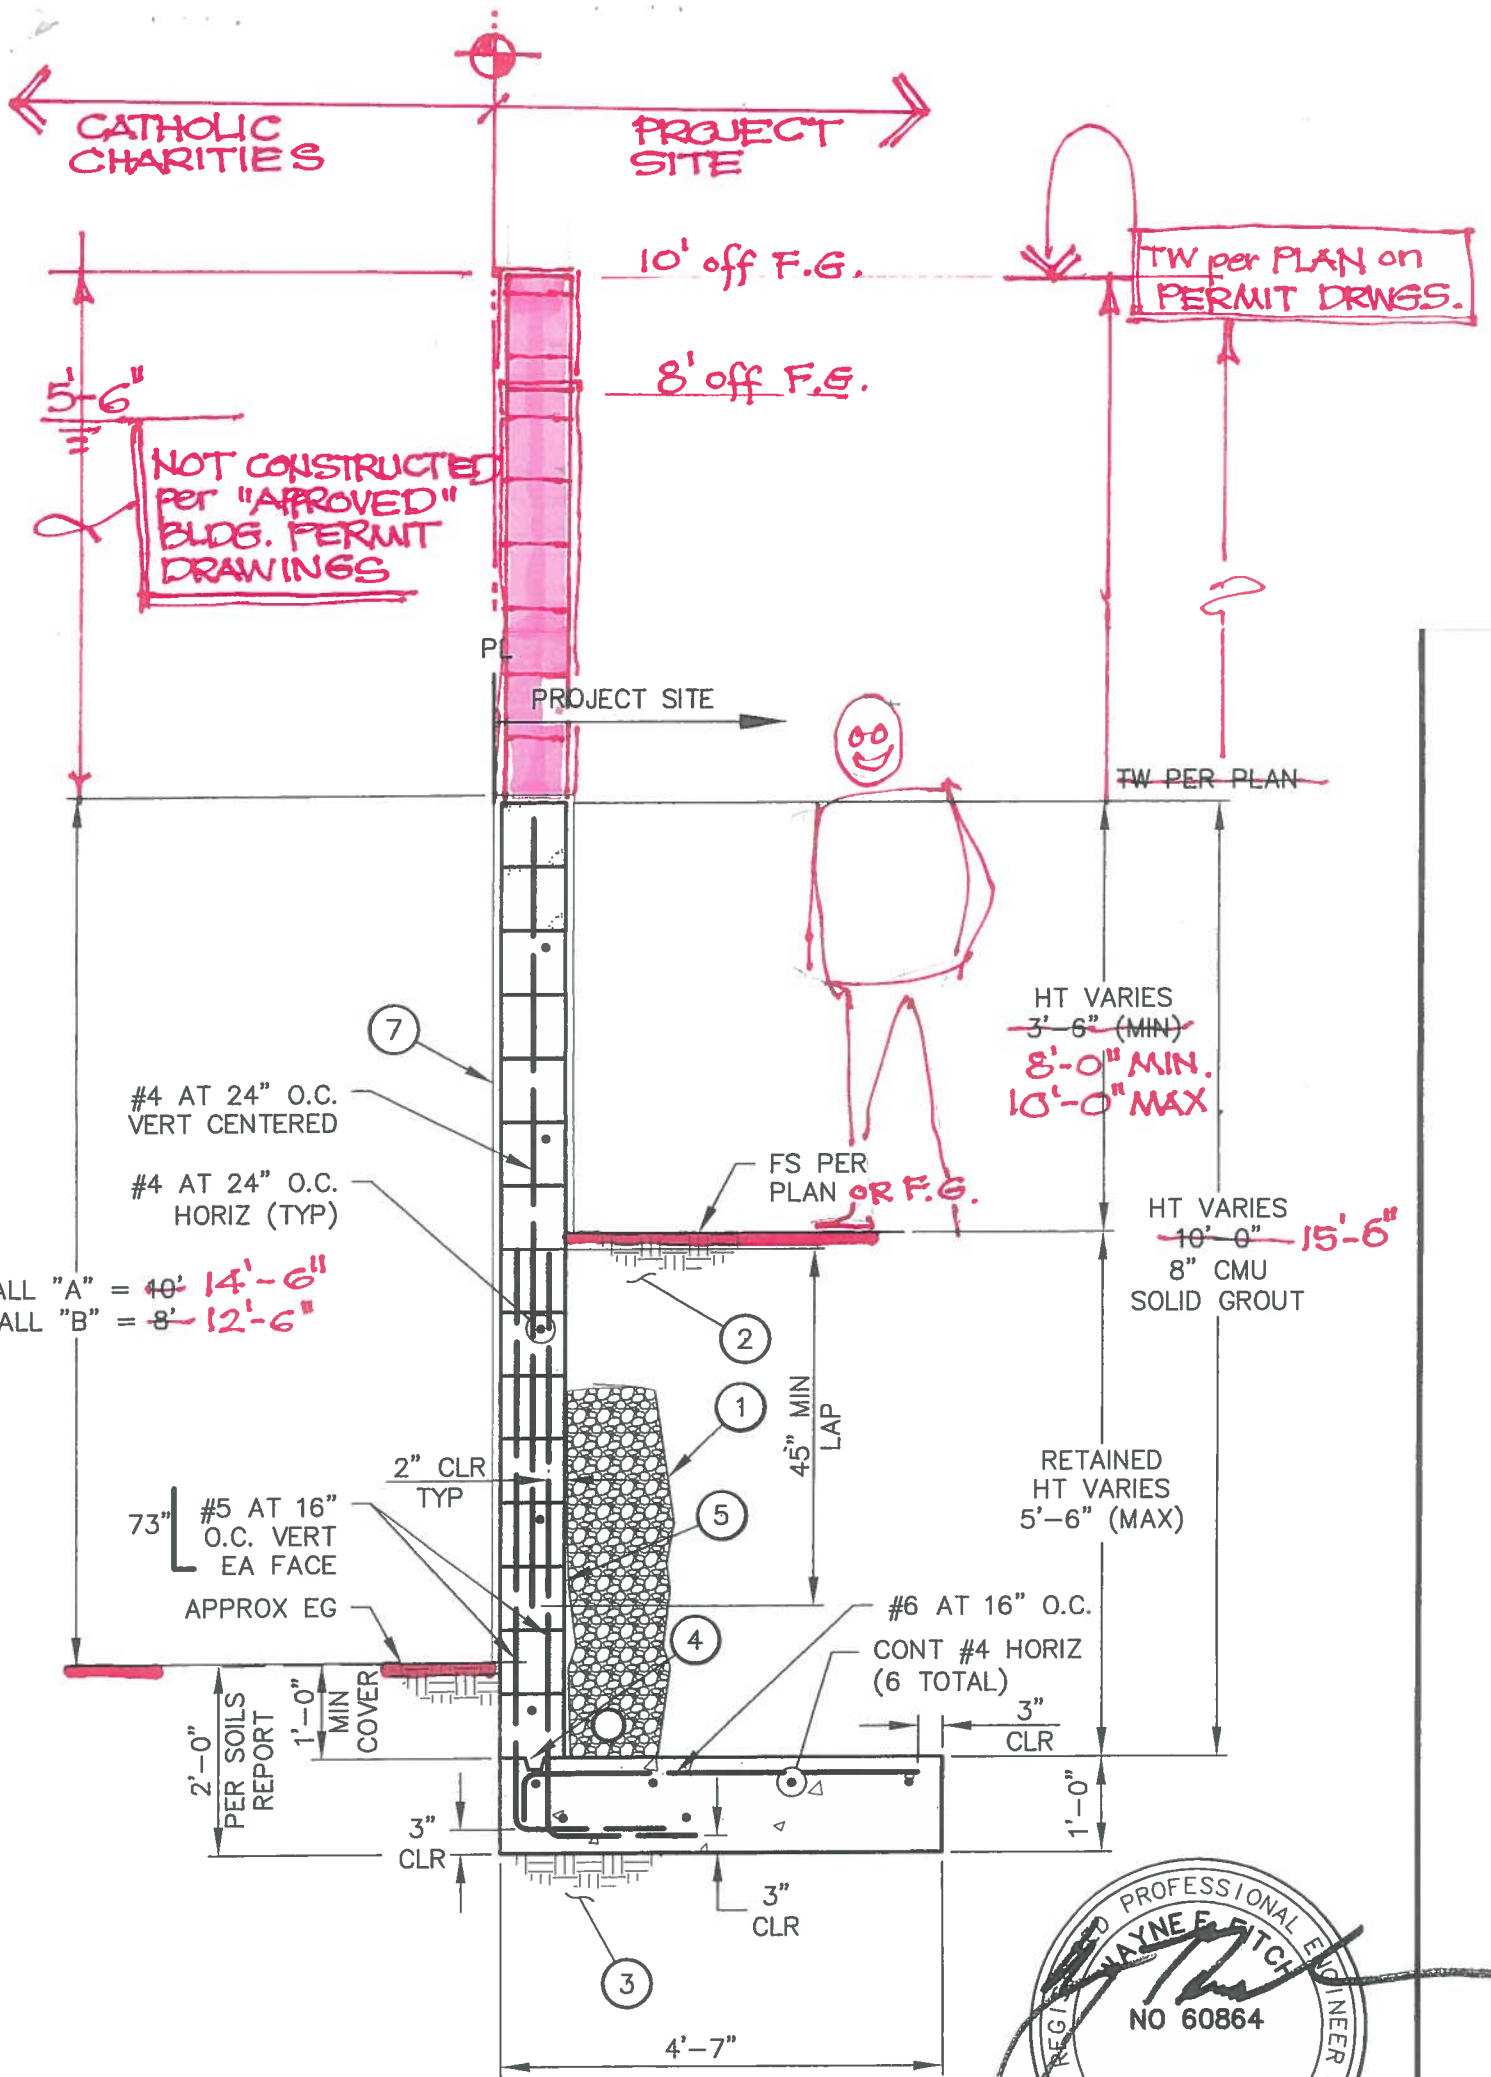 CATHOLIC
CHARITIES
PROJECT
SITE
10' off F.G.
TW per PLAN on
PERMIT DRWGS.
8' off F.G.
5'-6"
NOT CONSTRUCTED
per "APPROVED"
BLDG. PERMIT
DRAWINGS
PL
PROJECT SITE
TW PER PLAN
HT VARIES
3'-6" (MIN)
8'-0" MIN.
10'-0" MAX
7
#4 AT 24" O.C.
VERT CENTERED
#4 AT 24" O.C.
HORIZ (TYP)
FS PER
PLAN OR F.G.
HT VARIES
10'-0" 15'-6"
8" CMU
SOLID GROUT
ALL "A" = 10' 14'-6"
ALL "B" = 8' 12'-6"
2
1
45" MIN
LAP
2" CLR
TYP
RETAINED
HT VARIES
5'-6" (MAX)
73"
#5 AT 16"
O.C. VERT
EA FACE
5
APPROX EG
4
#6 AT 16" O.C.
CONT #4 HORIZ
(6 TOTAL)
2'-0"
PER SOILS
REPORT
1'-0"
MIN
COVER
3"
CLR
1'-0"
3"
CLR
3"
CLR
3
4'-7"
PROFESSIONAL ENGINEER
WAYNE E FITCH
NO 60864